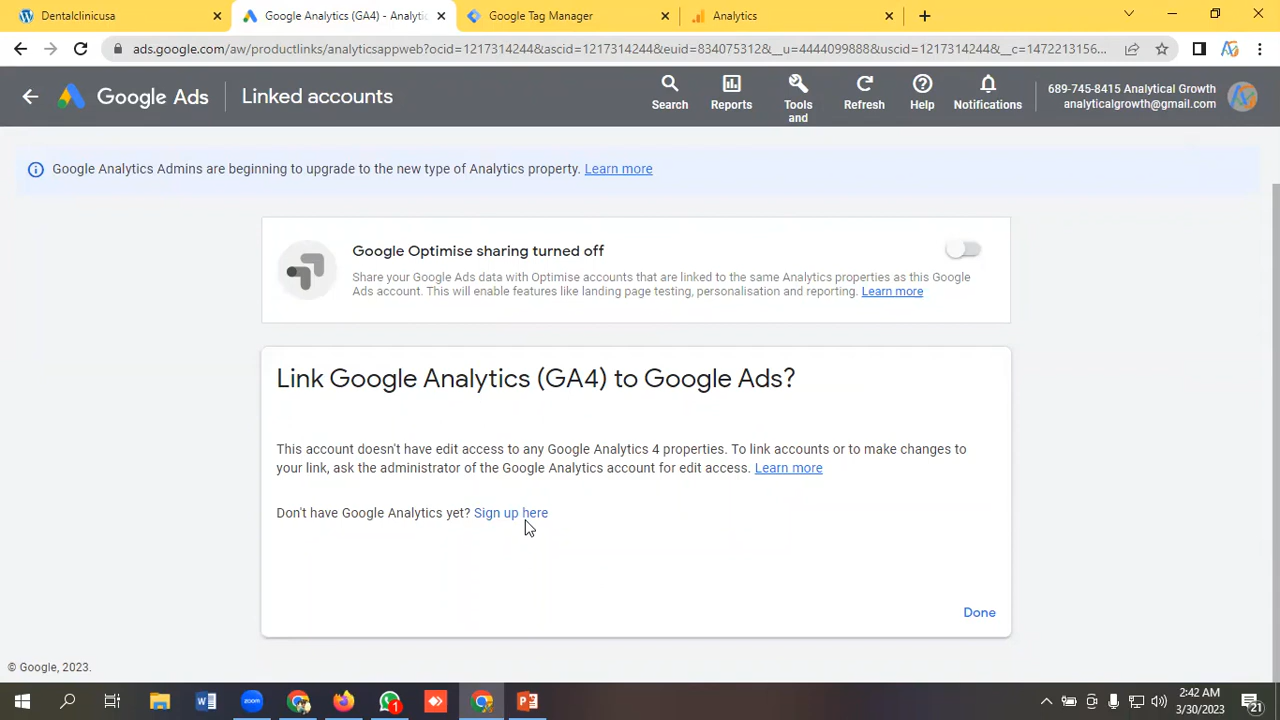 Dentalclinicusa
Google Analytics (GA4) - Analytic
Google Tag Manager
Analytics
ads.google.com/aw/productlinks/analyticsappweb?ocid=1217314244&ascid=1217314244&euid=834075312&__u=4444099888&uscid=1217314244&__c=1472213156...
Google Ads
Linked accounts
Search
Reports
Tools
and
Refresh
Help
Notifications
689-745-8415 Analytical Growth
analyticalgrowth@gmail.com
Google Analytics Admins are beginning to upgrade to the new type of Analytics property. Learn more
Google Optimise sharing turned off
Share your Google Ads data with Optimise accounts that are linked to the same Analytics properties as this Google
Ads account. This will enable features like landing page testing, personalisation and reporting. Learn more
Link Google Analytics (GA4) to Google Ads?
This account doesn't have edit access to any Google Analytics 4 properties. To link accounts or to make changes to
your link, ask the administrator of the Google Analytics account for edit access. Learn more
Don't have Google Analytics yet? Sign up here
Done
© Google, 2023.
zoom
1
2:42 AM
3/30/2023
21